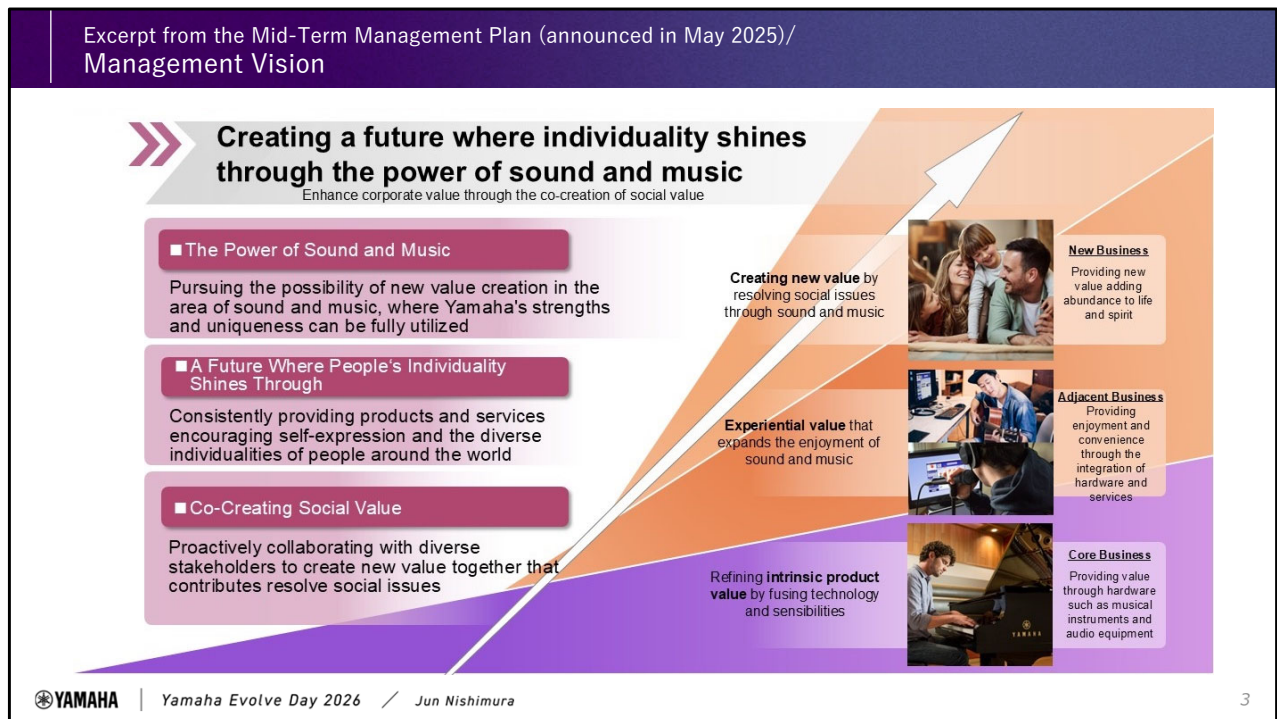 Excerpt from the Mid-Term Management Plan (announced in May 2025)/
Management Vision
Creating a future where individuality shines
through the power of sound and music
Enhance corporate value through the co-creation of social value
■The Power of Sound and Music
Pursuing the possibility of new value creation in the
area of sound and music, where Yamaha's strengths
and uniqueness can be fully utilized
■A Future Where People's Individuality
Shines Through
Consistently providing products and services
encouraging self-expression and the diverse
individualities of people around the world
■Co-Creating Social Value
Proactively collaborating with diverse
stakeholders to create new value together that
contributes resolve social issues
Creating new value by
resolving social issues
through sound and music
New Business
Providing new
value adding
abundance to life
and spirit
Experiential value that
expands the enjoyment of
sound and music
Adjacent Business
Providing
enjoyment and
convenience
through the
integration of
hardware and
services
Refining intrinsic product
value by fusing technology
and sensibilities
YAMAHA
Core Business
Providing value
through hardware
such as musical
instruments and
audio equipment
YAMAHA
Yamaha Evolve Day 2026 / Jun Nishimura
3